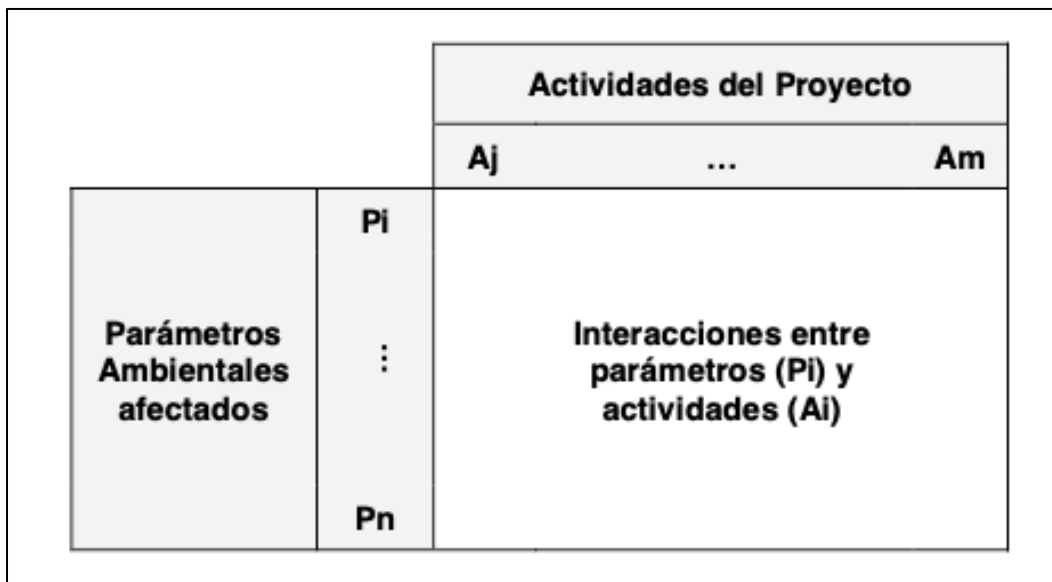 Actividades del Proyecto
Aj ... Am
Pi
Parámetros
Ambientales
afectados
⋮
Interacciones entre
parámetros (Pi) y
actividades (Ai)
Pn